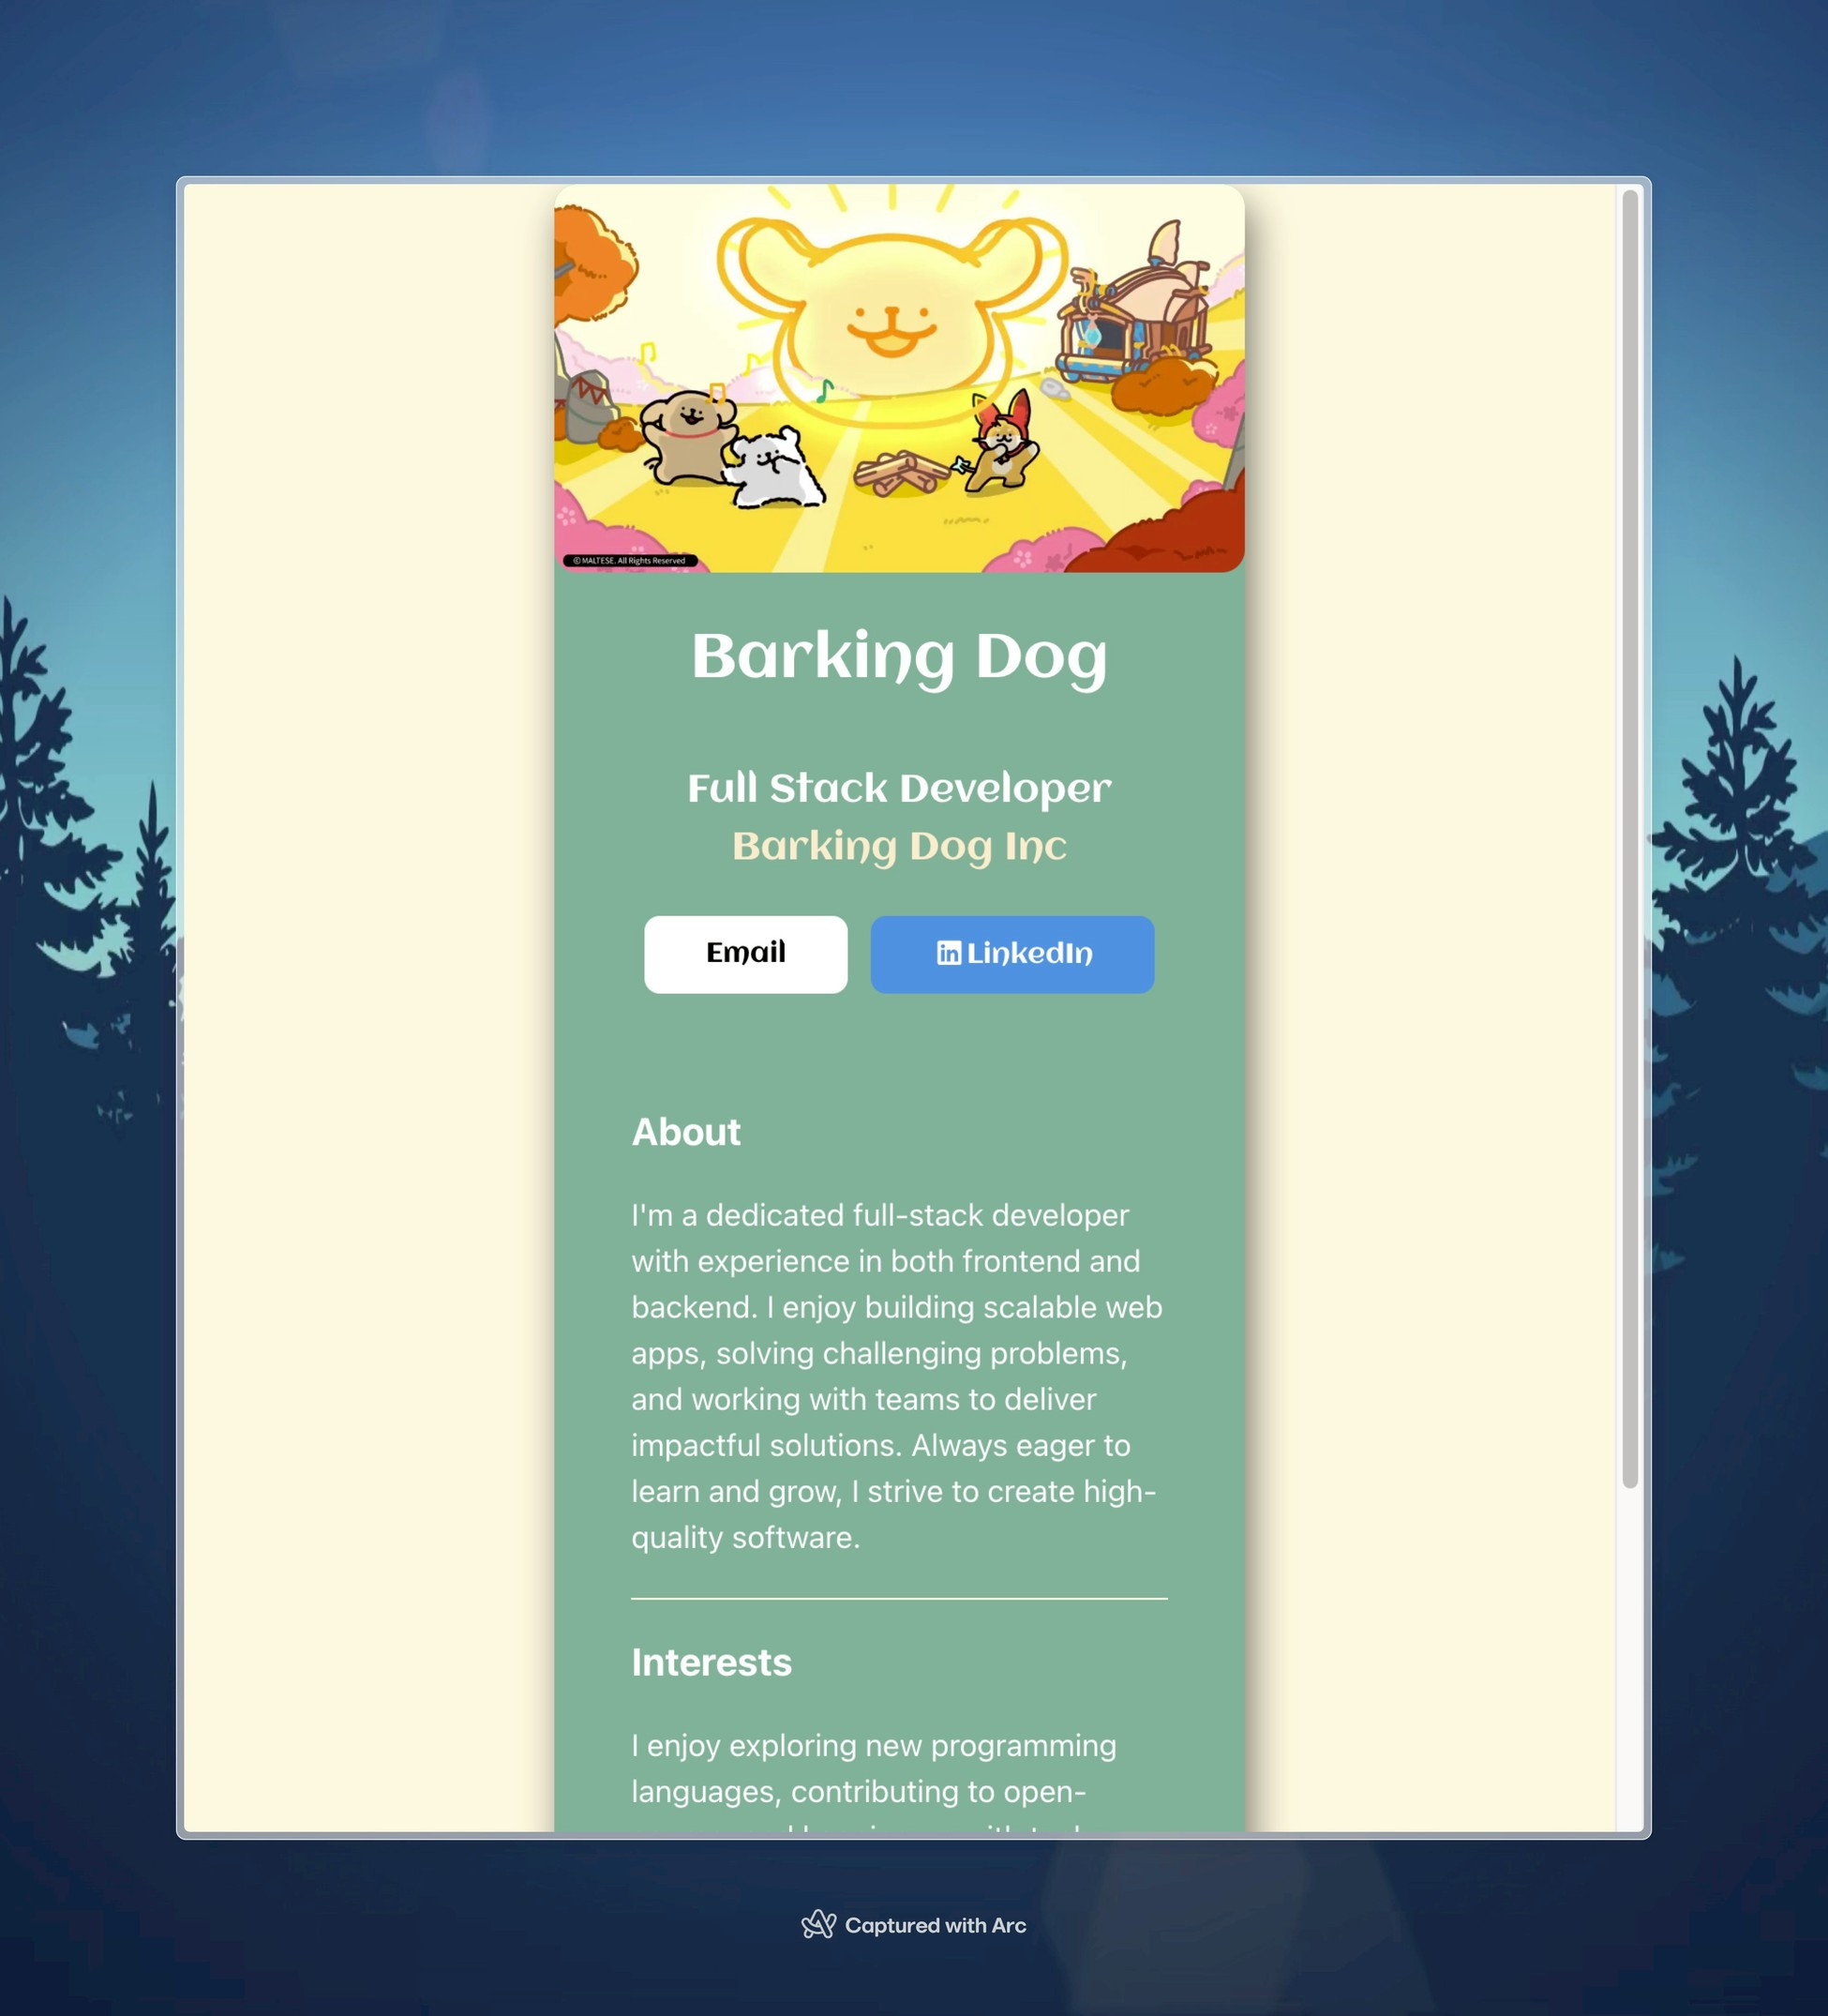 © MALTESE. All Rights Reserved
Barking Dog
Full Stack Developer
Barking Dog Inc
Email
in LinkedIn
About
I'm a dedicated full-stack developer
with experience in both frontend and
backend. I enjoy building scalable web
apps, solving challenging problems,
and working with teams to deliver
impactful solutions. Always eager to
learn and grow, I strive to create high-
quality software.
Interests
I enjoy exploring new programming
languages, contributing to open-
Captured with Arc